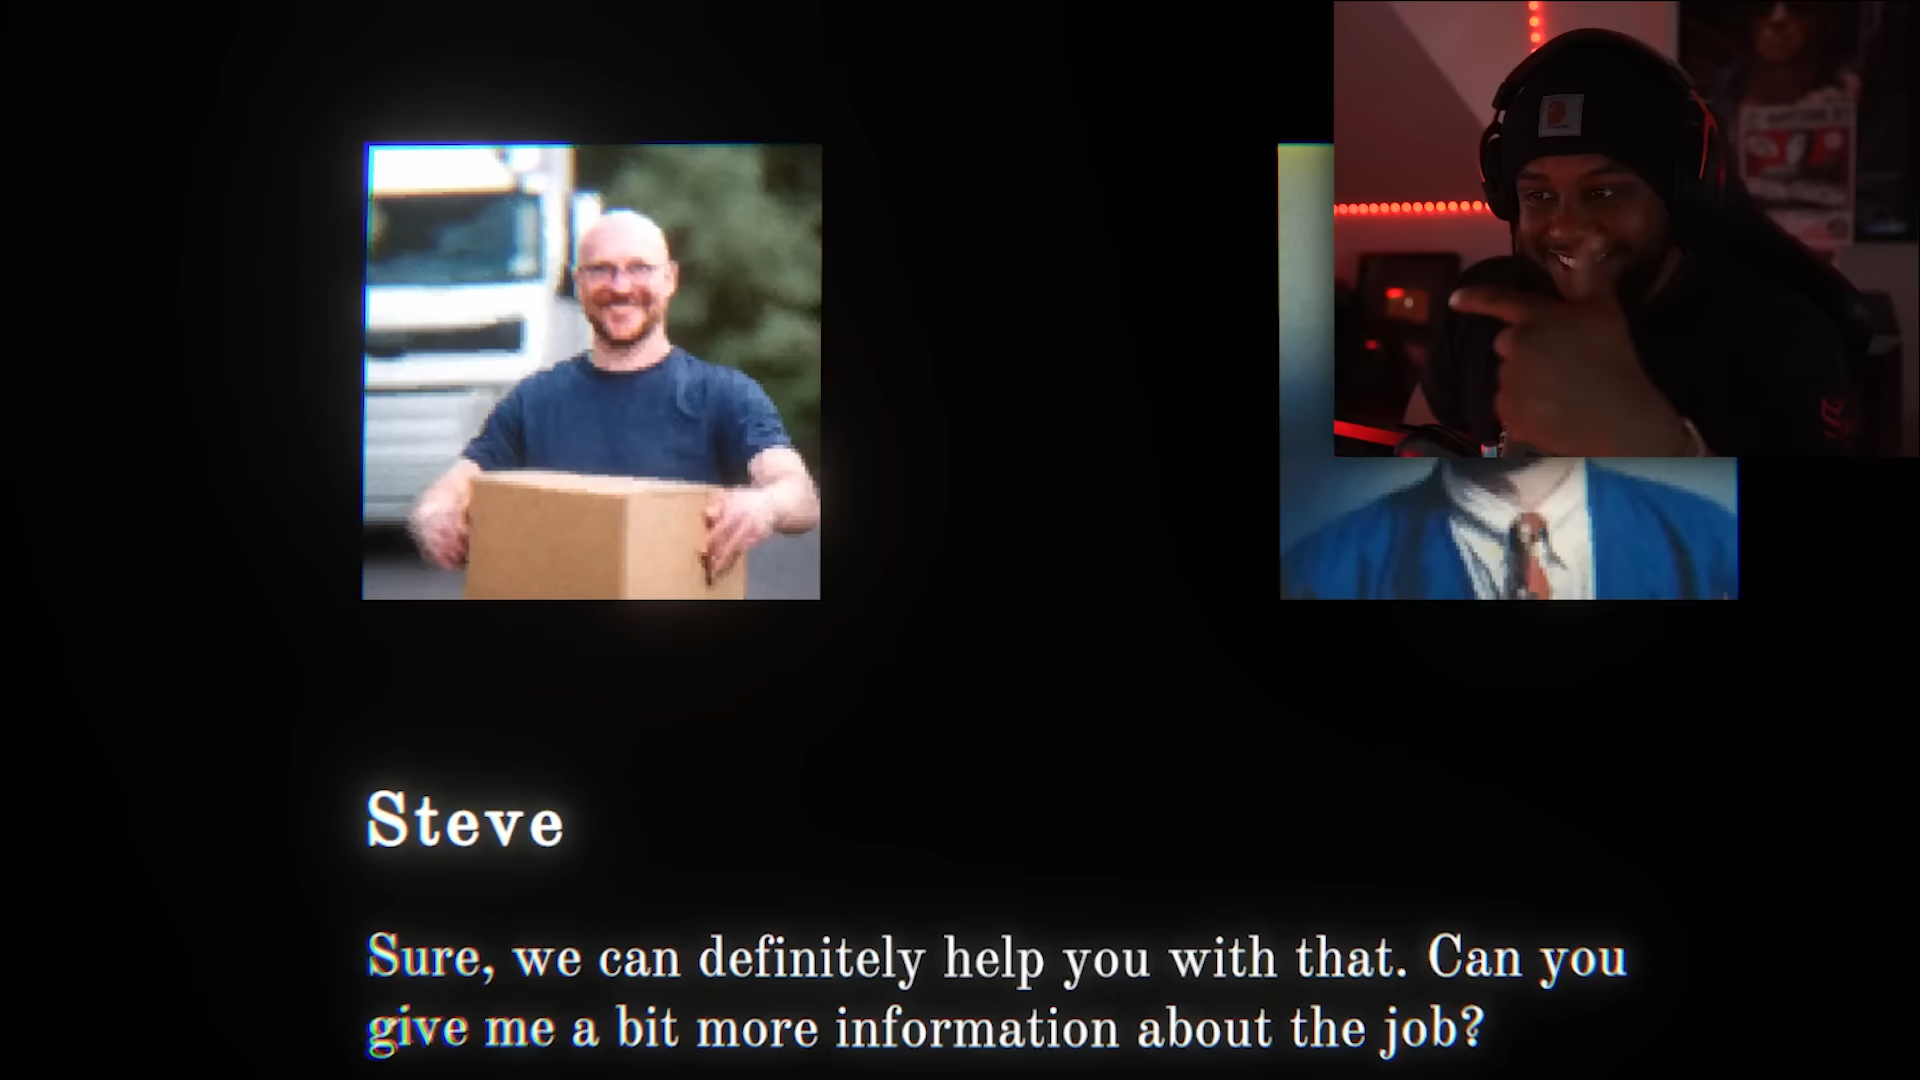 Steve
Sure, we can definitely help you with that. Can you
give me a bit more information about the job?